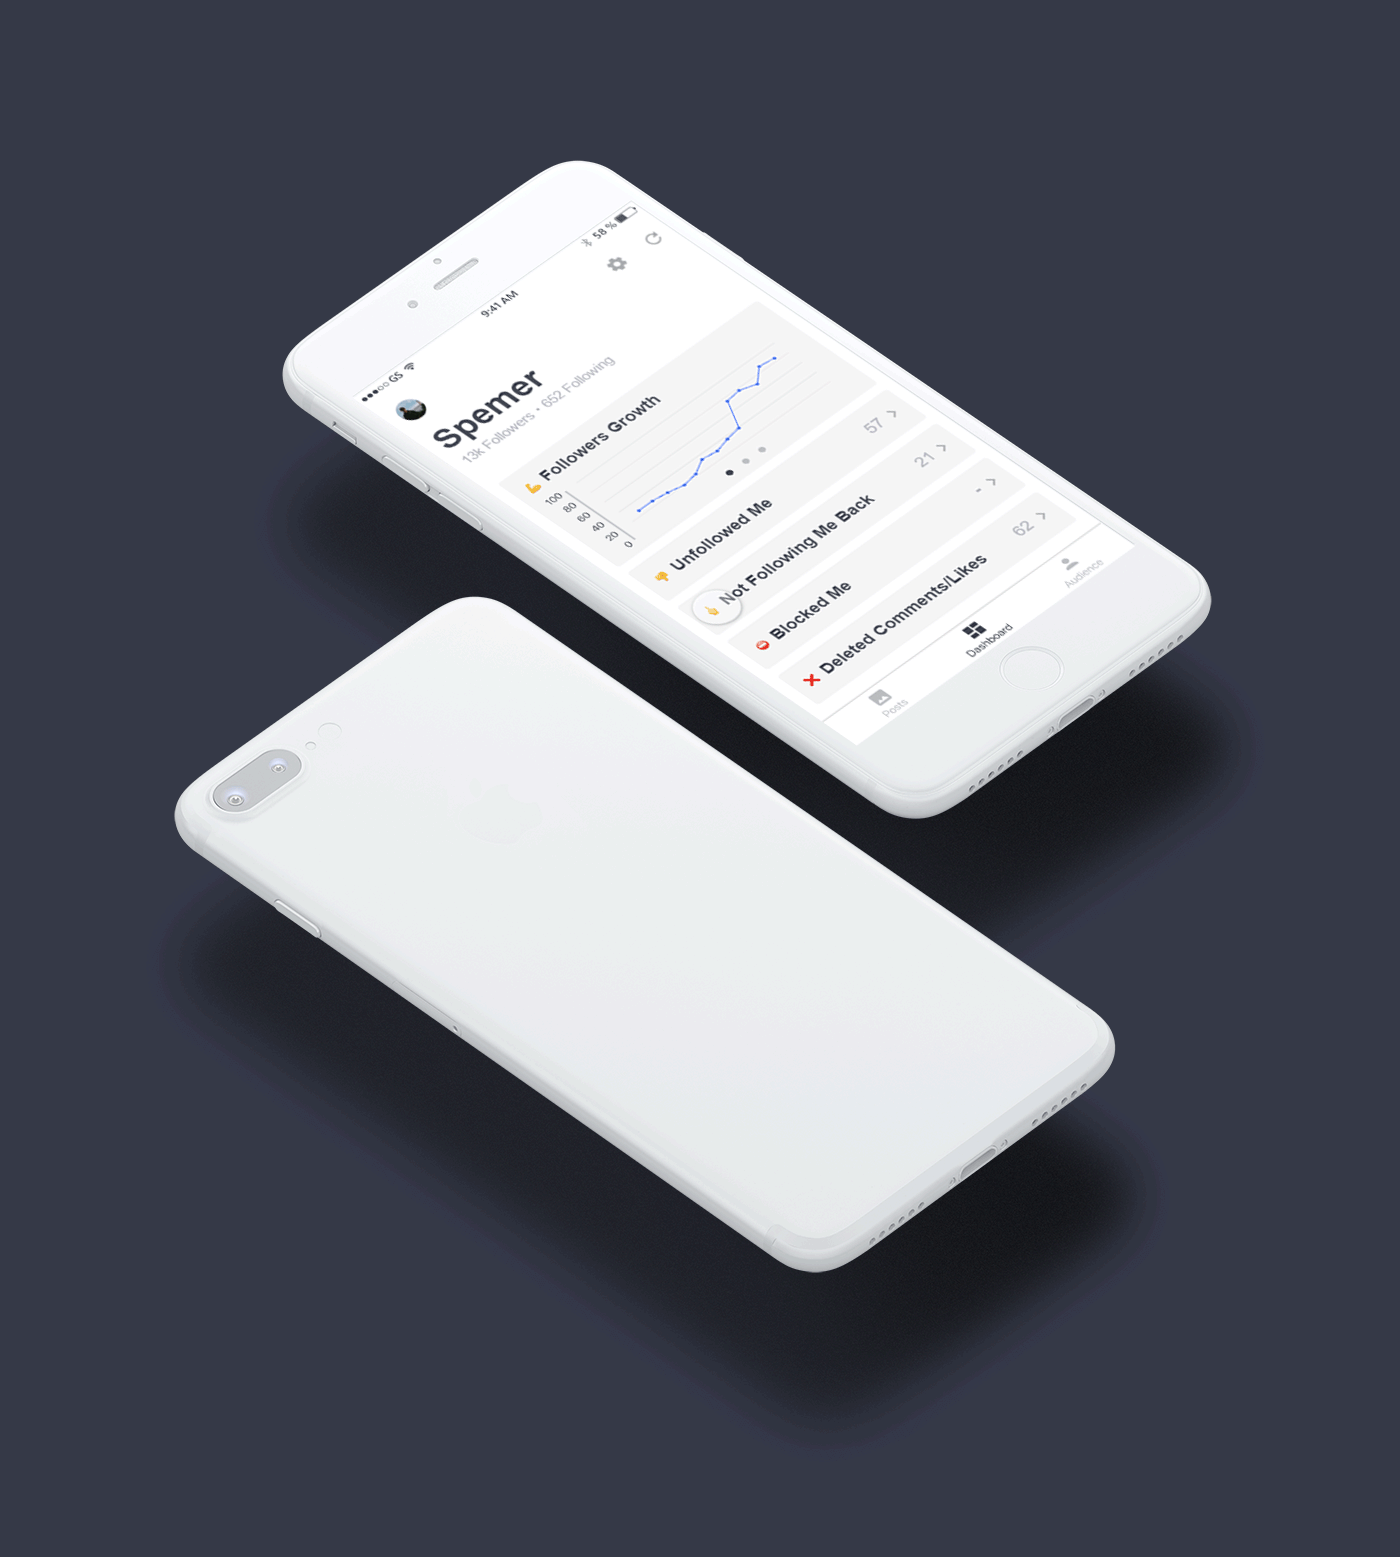 GS
9:41 AM
58 %
Spemer
13k Followers • 652 Following
💪 Followers Growth
100
80
60
40
20
0
👎 Unfollowed Me
57 >
👆 Not Following Me Back
21 >
⛔ Blocked Me
- >
❌ Deleted Comments/Likes
62 >
Posts
Dashboard
Audience